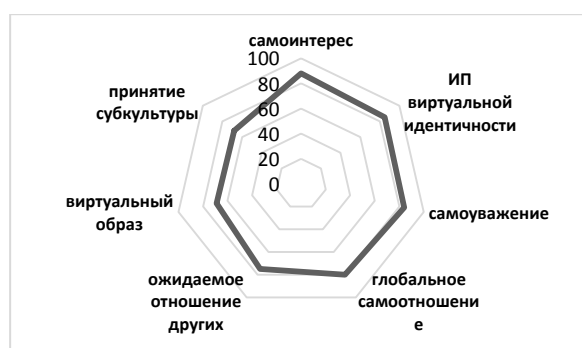 самоинтерес
ИП
виртуальной
идентичности
самоуважение
глобальное
самоотношени
е
ожидаемое
отношение
других
виртуальный
образ
принятие
субкультуры
100
80
60
40
20
0